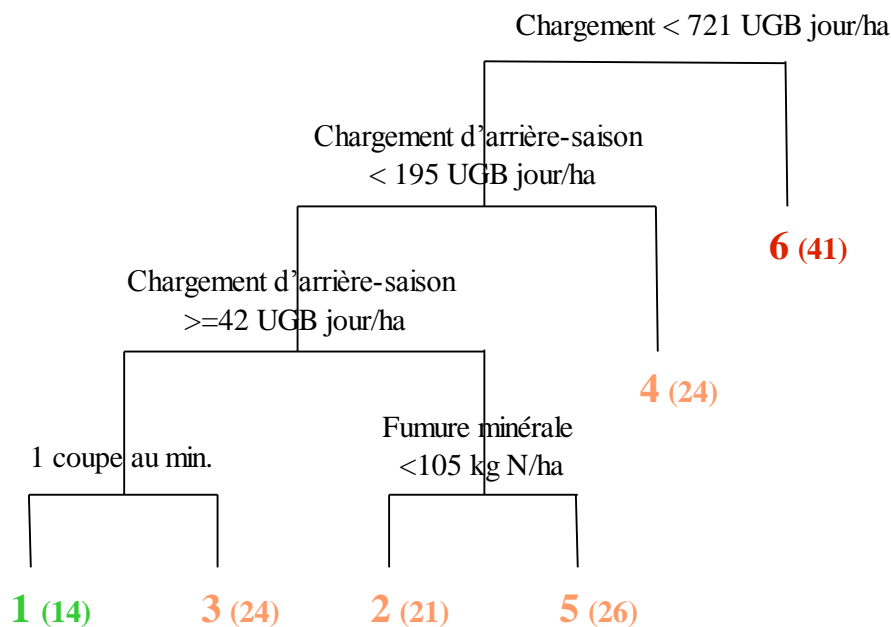 Chargement < 721 UGB jour/ha
Chargement d’arrière-saison
< 195 UGB jour/ha
6 (41)
Chargement d’arrière-saison
>=42 UGB jour/ha
4 (24)
Fumure minérale
<105 kg N/ha
1 coupe au min.
1 (14)
3 (24)
2 (21)
5 (26)